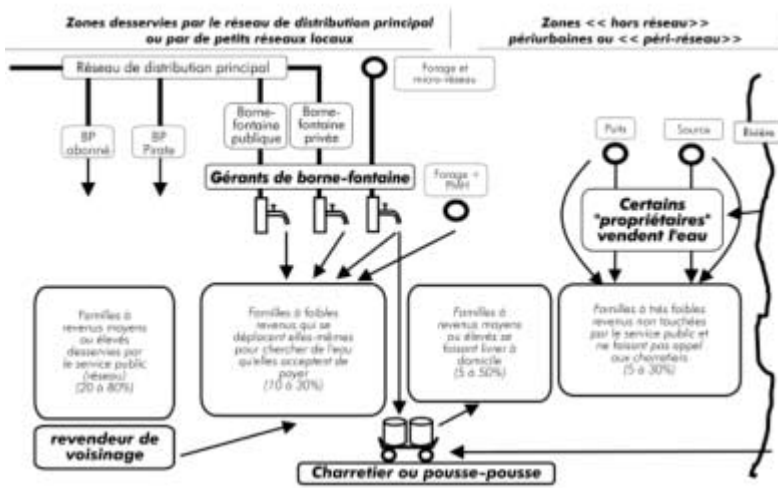 Zones desservies par le réseau de distribution principal
ou par de petits réseaux locaux
Zones << hors réseau>>
périurbaines ou << péri-réseau>>
Réseau de distribution principal
Forage et
micro-réseau
BP
abonné
BP
Pirate
Borne-
fontaine
publique
Borne-
fontaine
privée
Puits
Source
Rivière
Gérants de borne-fontaine
Forage +
PMH
Certains
"propriétaires"
vendent l'eau
Familles à
revenus moyens
ou élevés
desservies par
le service public
(réseau)
(20 à 80%)
Familles à faibles
revenus qui se
déplacent elles-mêmes
pour chercher de l'eau
qu'elles acceptent de
payer
(10 à 30%)
Familles à
revenus moyens
ou élevés se
faisant livrer à
domicile
(5 à 50%)
Familles à trés faibles
revenus non touchées
par le service public et
ne faisant pas appel
aux charretiers
(5 à 30%)
revendeur de
voisinage
Charretier ou pousse-pousse